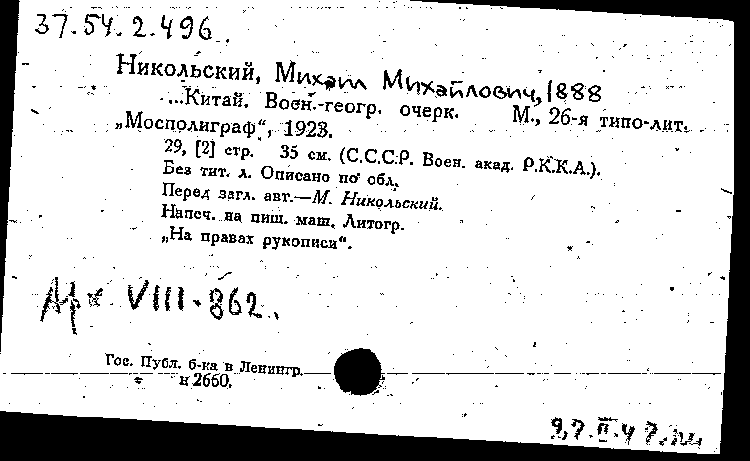 37.54.2.496.
Никольский, Михаил Михайлович, 1888
...Китай. Воен.-геогр. очерк. М., 26-я типо-лит.
„Мосполиграф“, 1923.
29, [2] стр. 35 см. (С.С.С.Р. Воен. акад. Р.К.К.А.).
Без тит. л. Описано по обл.
Перед загл. авт.—М. Никольский.
Напеч. на пиш. маш. Литогр.
„На правах рукописи“.
Арх VIII-862.
Гос. Публ. б-ка в Ленингр.
н 2660.